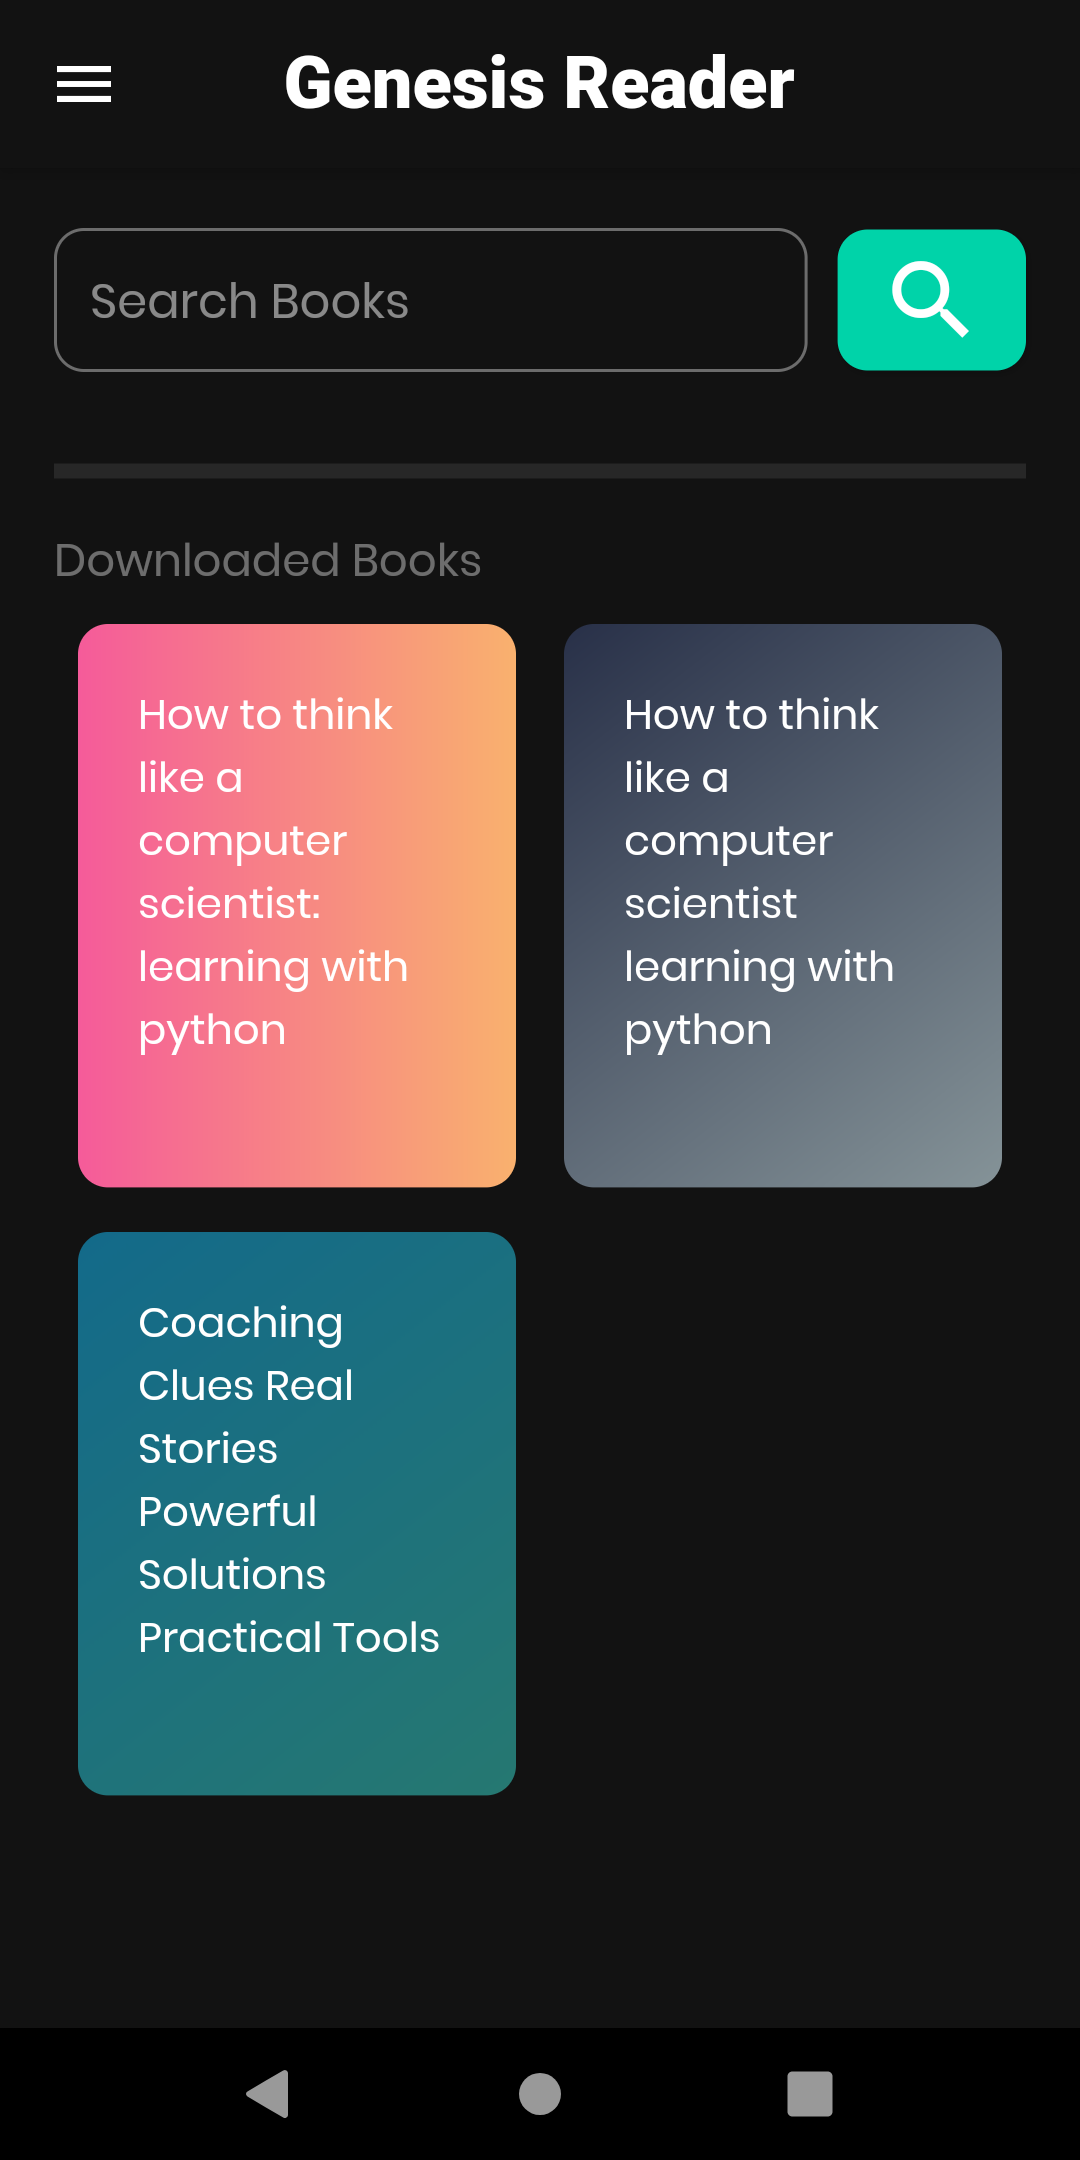 Genesis Reader
Search Books
Downloaded Books
How to think
like a
computer
scientist:
learning with
python
How to think
like a
computer
scientist
learning with
python
Coaching
Clues Real
Stories
Powerful
Solutions
Practical Tools